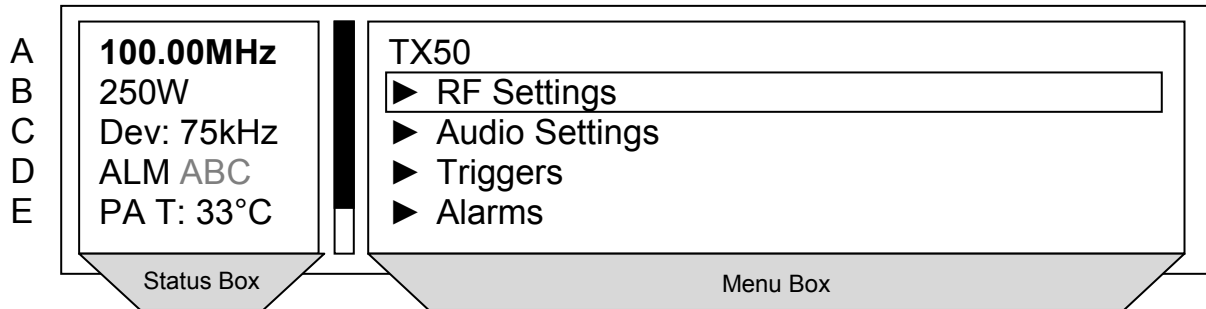 A
B
C
D
E
100.00MHz
250W
Dev: 75kHz
ALM ABC
PA T: 33°C
TX50
► RF Settings
► Audio Settings
► Triggers
► Alarms
Status Box
Menu Box